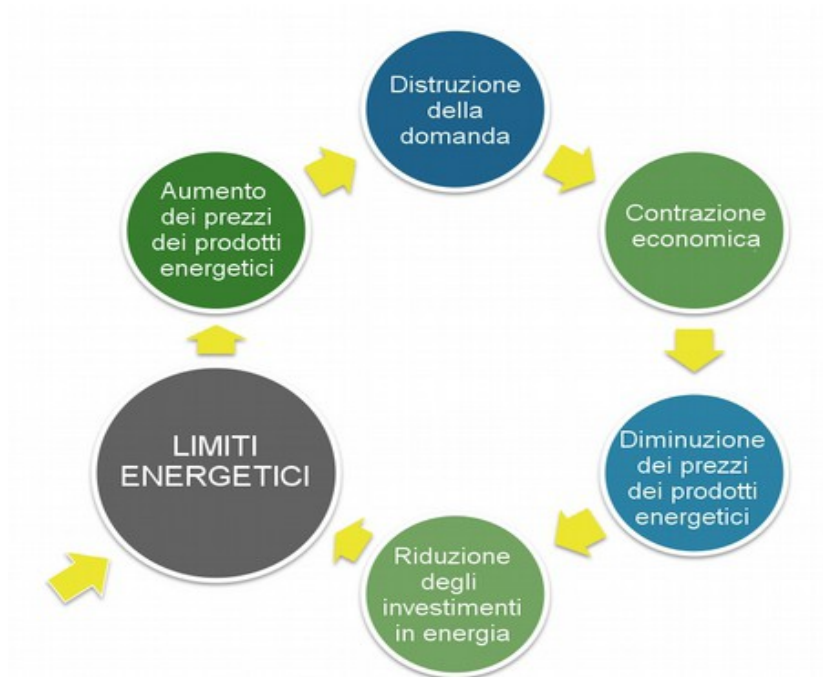 Distruzione
della
domanda
Contrazione
economica
Diminuzione
dei prezzi
dei prodotti
energetici
Riduzione
degli
investimenti
in energia
LIMITI
ENERGETICI
Aumento
dei prezzi
dei prodotti
energetici